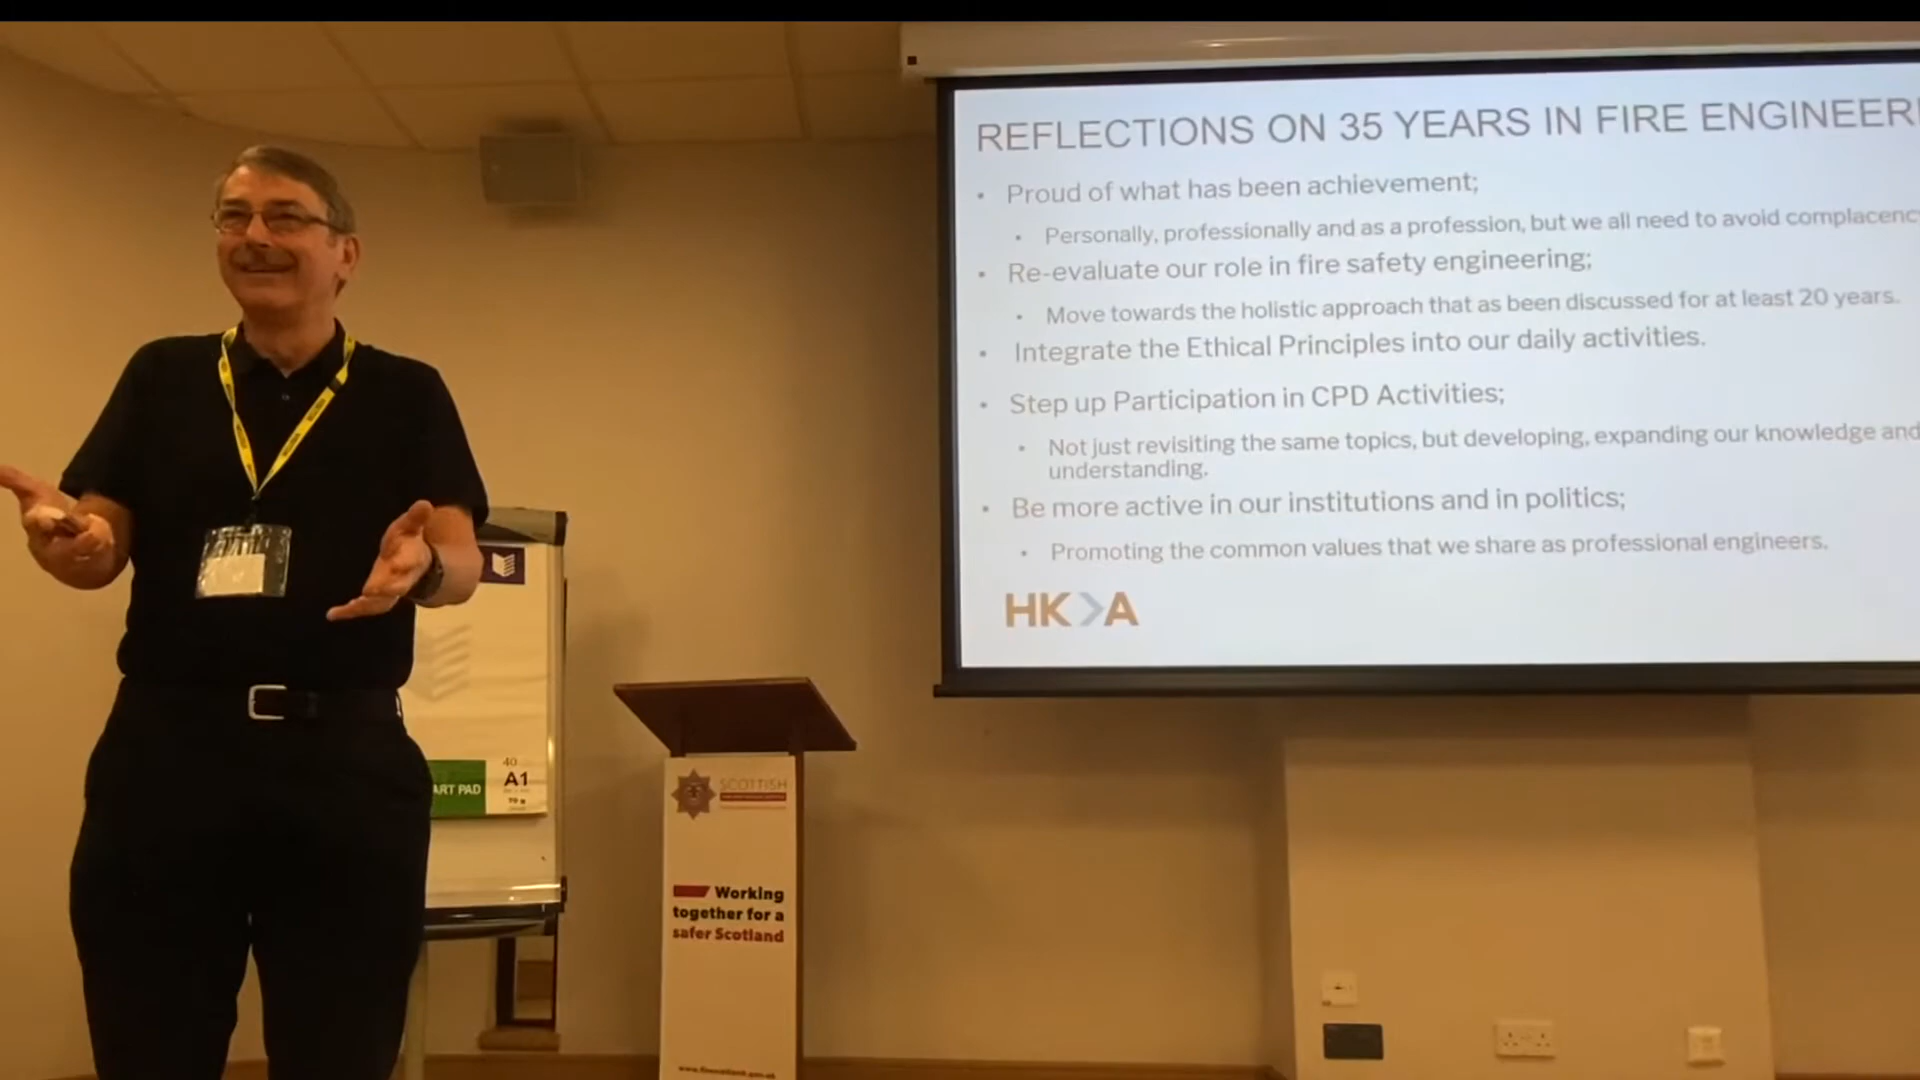 REFLECTIONS ON 35 YEARS IN FIRE ENGINEER
Proud of what has been achievement;
Personally, professionally and as a profession, but we all need to avoid complacency
Re-evaluate our role in fire safety engineering;
Move towards the holistic approach that as been discussed for at least 20 years.
Integrate the Ethical Principles into our daily activities.
Step up Participation in CPD Activities;
Not just revisiting the same topics, but developing, expanding our knowledge and
understanding.
Be more active in our institutions and in politics;
Promoting the common values that we share as professional engineers.
HKA
40
A1
ART PAD
70 g
SCOTTISH
Working
together for a
safer Scotland